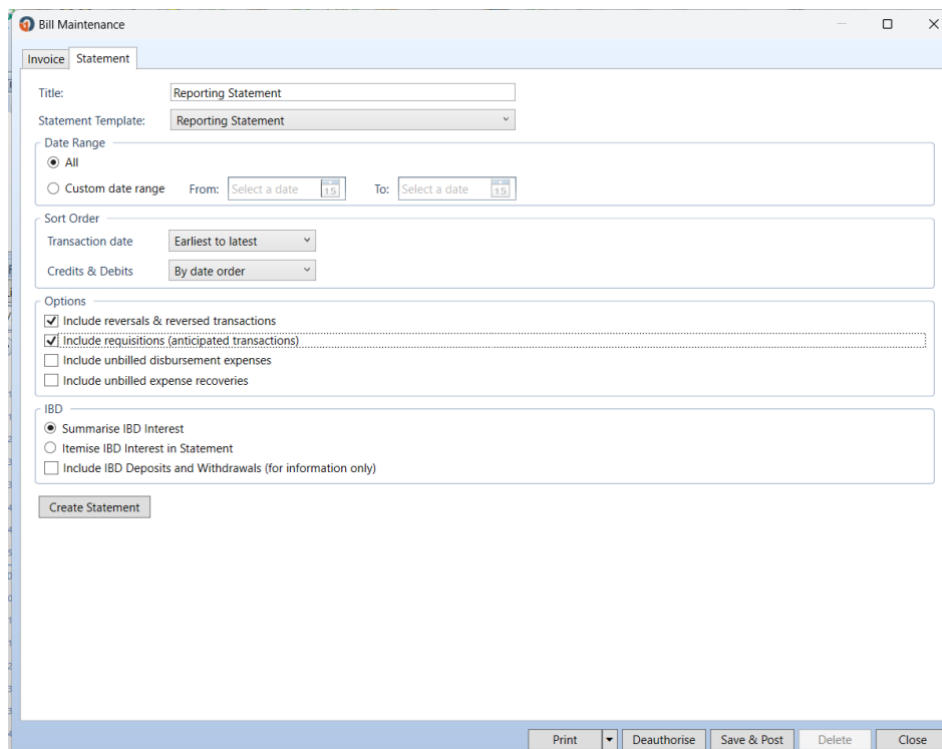 Bill Maintenance
Invoice Statement
Title: Reporting Statement
Statement Template: Reporting Statement
Date Range
All
Custom date range From: Select a date 15 To: Select a date 15
Sort Order
Transaction date Earliest to latest
Credits & Debits By date order
Options
Include reversals & reversed transactions
Include requisitions (anticipated transactions)
Include unbilled disbursement expenses
Include unbilled expense recoveries
IBD
Summarise IBD Interest
Itemise IBD Interest in Statement
Include IBD Deposits and Withdrawals (for information only)
Create Statement
Print Deauthorise Save & Post Delete Close